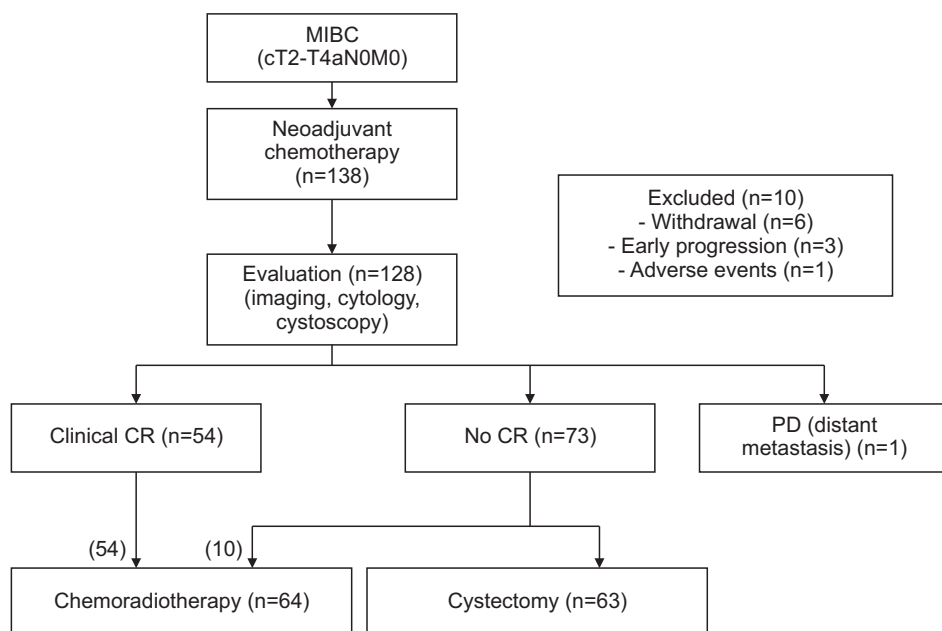 MIBC
(cT2-T4aN0M0)
Neoadjuvant
chemotherapy
(n=138)
Excluded (n=10)
- Withdrawal (n=6)
- Early progression (n=3)
- Adverse events (n=1)
Evaluation (n=128)
(imaging, cytology,
cystoscopy)
Clinical CR (n=54)
No CR (n=73)
PD (distant
metastasis) (n=1)
(54)
(10)
Chemoradiotherapy (n=64)
Cystectomy (n=63)